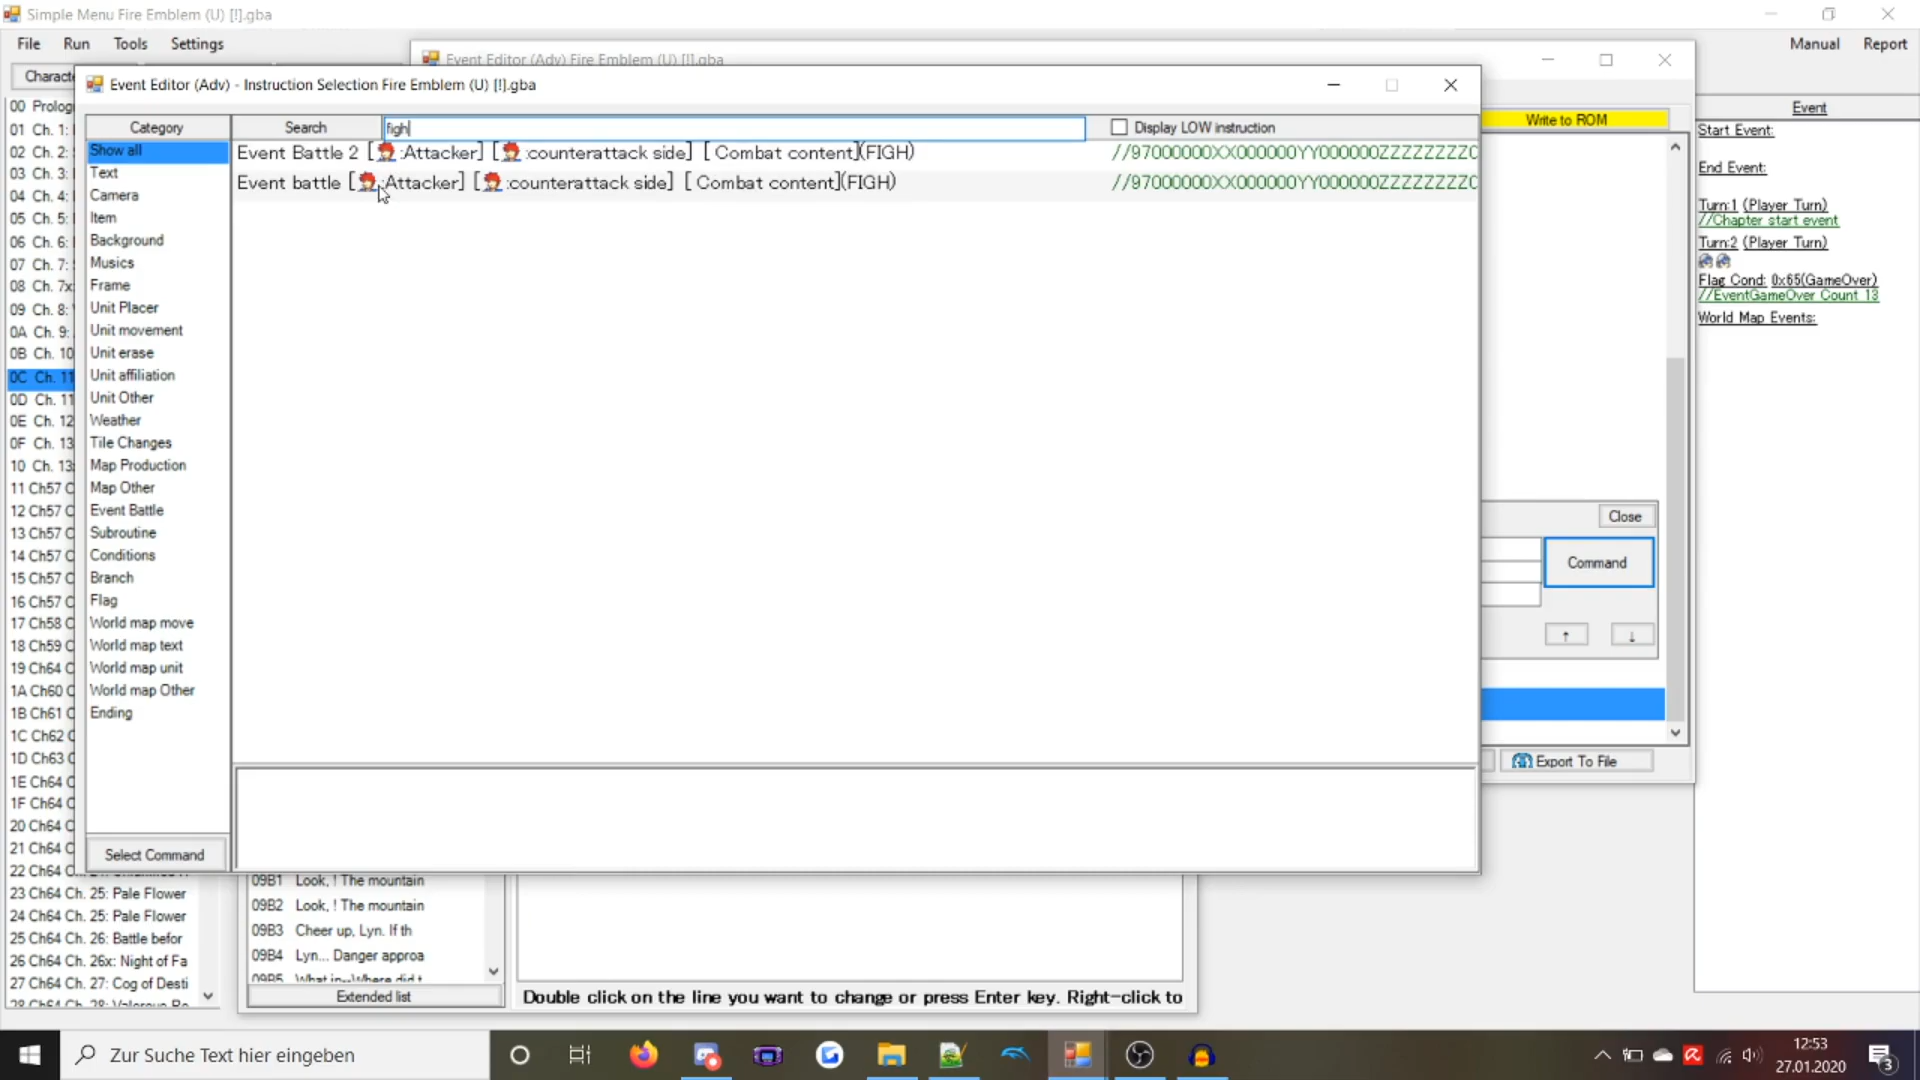 Simple Menu Fire Emblem (U) [!].gba
File Run Tools Settings
Manual Report
Event Editor (Adv) Fire Emblem (U) [!].gba
Event Editor (Adv) - Instruction Selection Fire Emblem (U) [!].gba
Category
Search
figh
Display LOW instruction
Write to ROM
Event
Start Event:
End Event:
Turn:1 (Player Turn)
//Chapter start event
Turn:2 (Player Turn)
Flag Cond: 0x65(GameOver)
//EventGameOver Count 13
World Map Events:
Event Battle 2 [ :Attacker] [ :counterattack side] [ Combat content](FIGH)
//97000000XX000000YY000000ZZZZZZZZ
Event battle [ :Attacker] [ :counterattack side] [ Combat content](FIGH)
//97000000XX000000YY000000ZZZZZZZZ
Show all
Text
Camera
Item
Background
Musics
Frame
Unit Placer
Unit movement
Unit erase
Unit affiliation
Unit Other
Weather
Tile Changes
Map Production
Map Other
Event Battle
Subroutine
Conditions
Branch
Flag
World map move
World map text
World map unit
World map Other
Ending
Select Command
00 Prolog
01 Ch. 1:
02 Ch. 2:
03 Ch. 3:
04 Ch. 4:
05 Ch. 5:
06 Ch. 6:
07 Ch. 7:
08 Ch. 7x
09 Ch. 8:
0A Ch. 9:
0B Ch. 10
0C Ch. 11
0D Ch. 11
0E Ch. 12
0F Ch. 13
10 Ch. 13
11 Ch57 C
12 Ch57 C
13 Ch57 C
14 Ch57 C
15 Ch57 C
16 Ch57 C
17 Ch58 C
18 Ch59 C
19 Ch64 C
1A Ch60 C
1B Ch61 C
1C Ch62 C
1D Ch63 C
1E Ch64 C
1F Ch64 C
20 Ch64 C
21 Ch64 C
23 Ch64 Ch. 25: Pale Flower
24 Ch64 Ch. 25: Pale Flower
25 Ch64 Ch. 26: Battle befor
26 Ch64 Ch. 26x: Night of Fa
27 Ch64 Ch. 27: Cog of Desti
Close
Command
↑ ↓
Export To File
09B1 Look, ! The mountain
09B2 Look, ! The mountain
09B3 Cheer up, Lyn. If th
09B4 Lyn... Danger approa
Extended list
Double click on the line you want to change or press Enter key. Right-click to
Zur Suche Text hier eingeben
12:53
27.01.2020
3